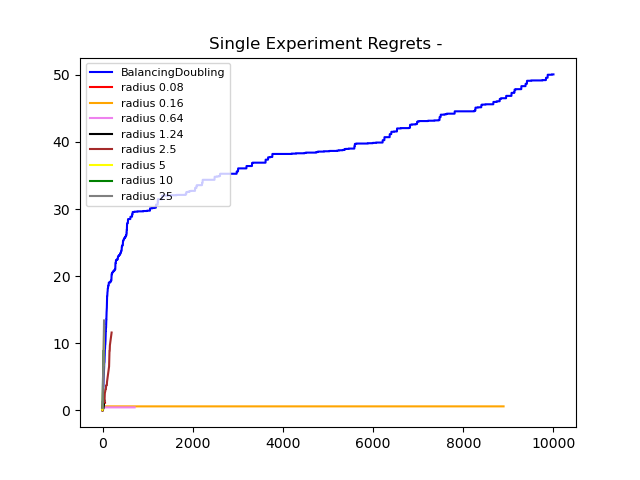 Single Experiment Regrets -
50
40
30
20
10
0
BalancingDoubling
radius 0.08
radius 0.16
radius 0.64
radius 1.24
radius 2.5
radius 5
radius 10
radius 25
0 2000 4000 6000 8000 10000